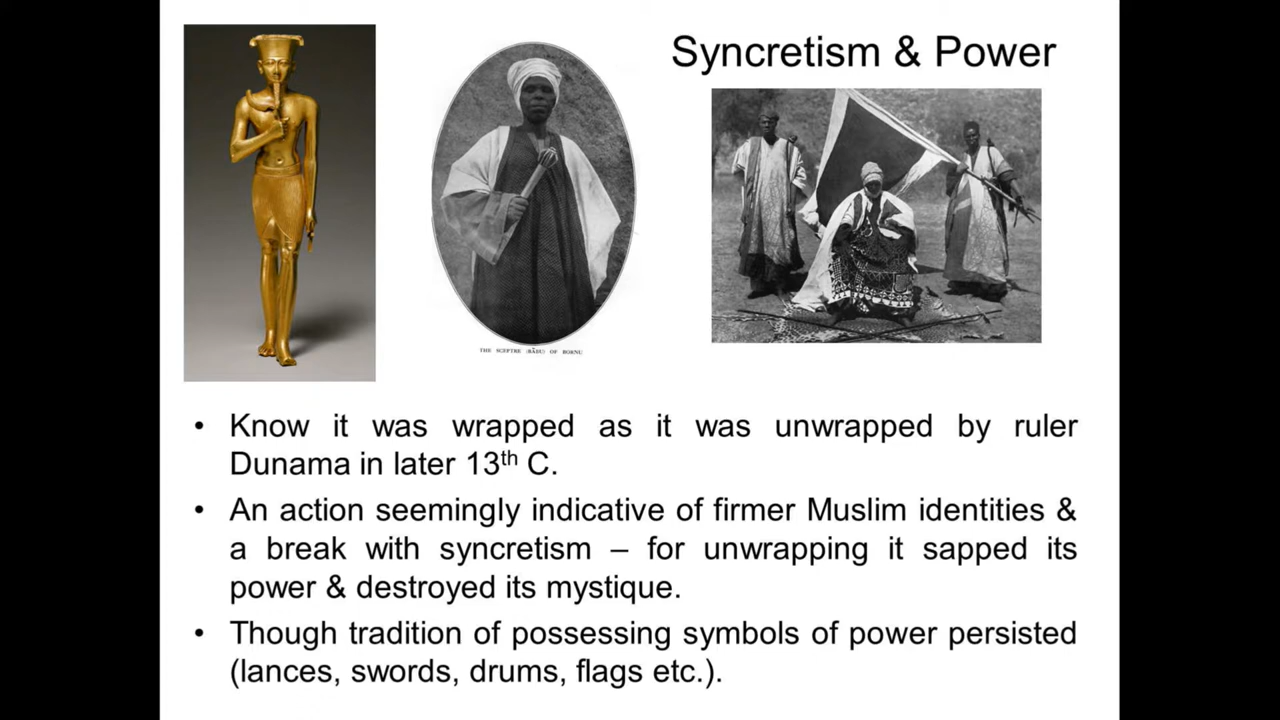 Syncretism & Power
THE SCEPTRE (BĀSU) OF BORNU
• Know it was wrapped as it was unwrapped by ruler
Dunama in later 13th C.
• An action seemingly indicative of firmer Muslim identities &
a break with syncretism – for unwrapping it sapped its
power & destroyed its mystique.
• Though tradition of possessing symbols of power persisted
(lances, swords, drums, flags etc.).